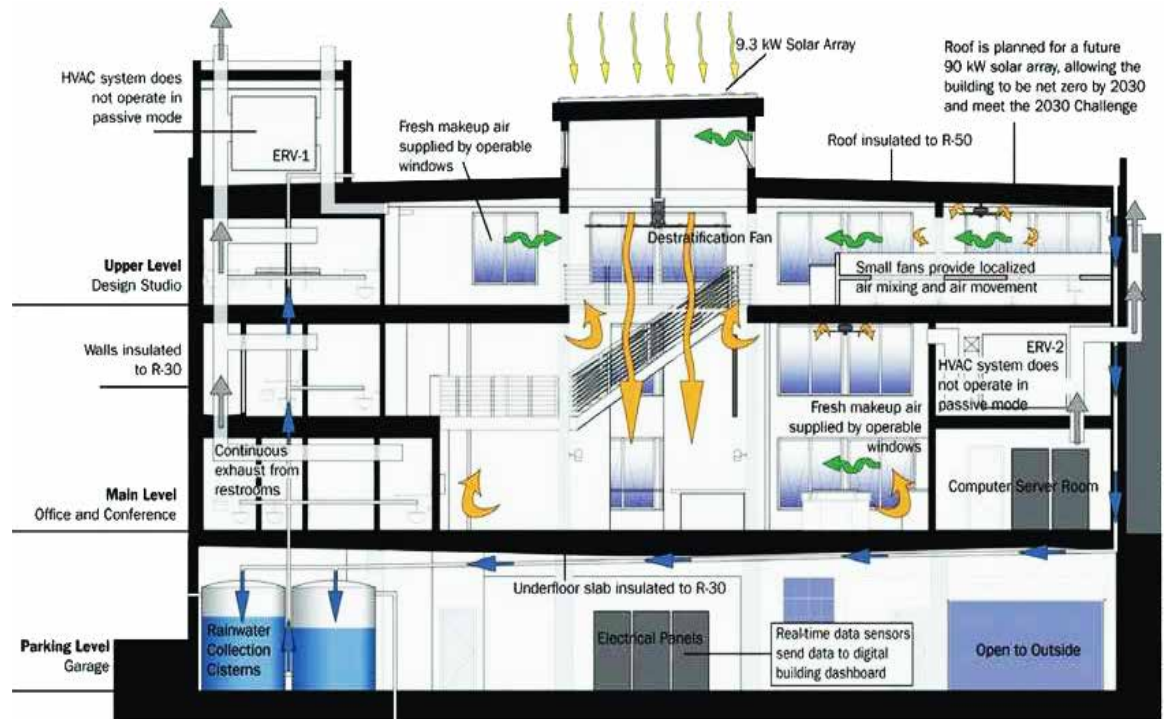 9.3 kW Solar Array
Roof is planned for a future
90 kW solar array, allowing the
building to be net zero by 2030
and meet the 2030 Challenge
HVAC system does
not operate in
passive mode
ERV-1
Fresh makeup air
supplied by operable
windows
Roof insulated to R-50
Upper Level
Design Studio
Destratification Fan
Small fans provide localized
air mixing and air movement
Walls insulated
to R-30
ERV-2
HVAC system does
not operate in
passive mode
Fresh makeup air
supplied by operable
windows
Continuous
exhaust from
restrooms
Main Level
Office and Conference
Computer Server Room
Underfloor slab insulated to R-30
Parking Level
Garage
Rainwater
Collection
Cisterns
Electrical Panels
Real-time data sensors
send data to digital
building dashboard
Open to Outside